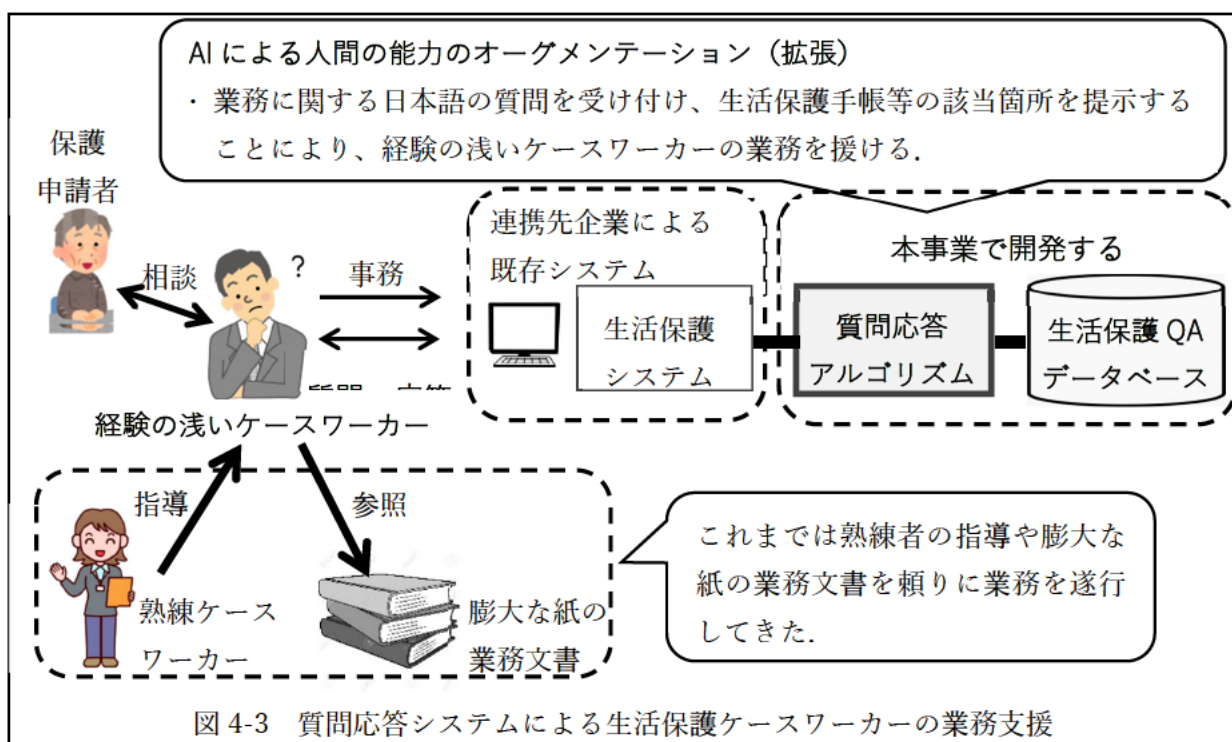 AIによる人間の能力のオーグメンテーション（拡張）
・ 業務に関する日本語の質問を受け付け、生活保護手帳等の該当箇所を提示する
ことにより、経験の浅いケースワーカーの業務を援ける.
保護
申請者
相談
?
事務
経験の浅いケースワーカー
連携先企業による
既存システム
生活保護
システム
本事業で開発する
質問応答
アルゴリズム
生活保護 QA
データベース
指導
参照
熟練ケース
ワーカー
膨大な紙の
業務文書
これまでは熟練者の指導や膨大な
紙の業務文書を頼りに業務を遂行
してきた.
図 4-3 質問応答システムによる生活保護ケースワーカーの業務支援